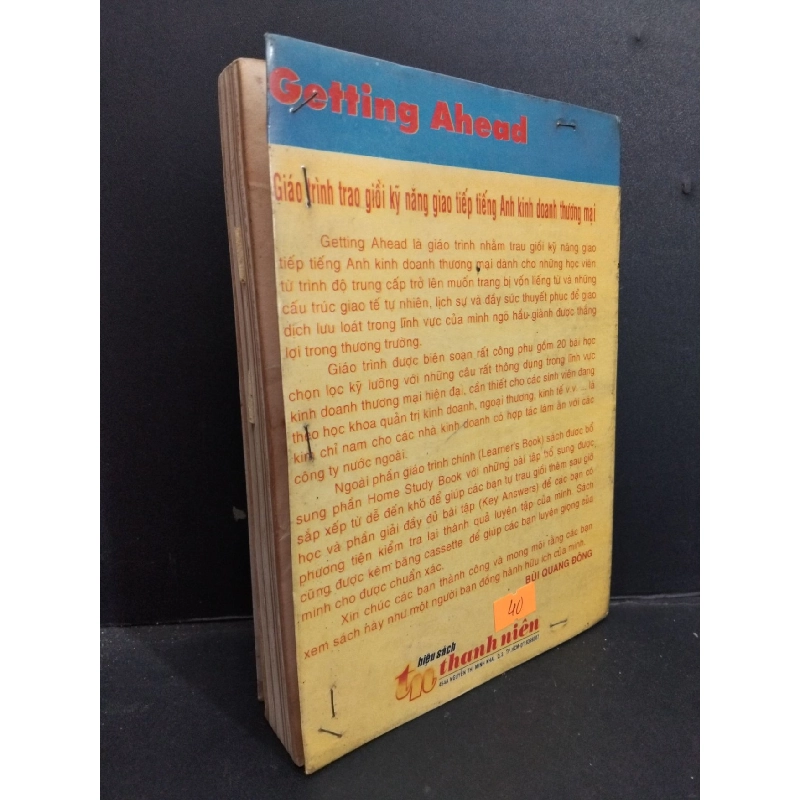 Getting Ahead
Giáo trình trao giồi kỹ năng giao tiếp tiếng Anh kinh doanh thương mại
Getting Ahead là giáo trình nhằm trau giồi kỹ năng giao
tiếp tiếng Anh kinh doanh thương mại dành cho những học viên
từ trình độ trung cấp trở lên muốn trang bị vốn liếng từ và những
cấu trúc giao tế tự nhiên, lịch sự và đầy sức thuyết phục để giao
dịch lưu loát trong lĩnh vực của mình ngõ hầu giành được thắng
lợi trong thương trường.
Giáo trình được biên soạn rất công phu gồm 20 bài học
chọn lọc kỹ lưỡng với những câu rất thông dụng trong lĩnh vực
kinh doanh thương mại hiện đại, cần thiết cho các sinh viên đang
theo học khoa quản trị kinh doanh, ngoại thương, kinh tế v.v ... là
kim chỉ nam cho các nhà kinh doanh có hợp tác làm ăn với các
công ty nước ngoài.
Ngoài phần giáo trình chính (Learner's Book) sách được bổ
sung phần Home Study Book với những bài tập bổ sung được
sắp xếp từ dễ đến khó để giúp các bạn tự trau giồi thêm sau giờ
học và phần giải đầy đủ bài tập (Key Answers) để các bạn có
phương tiện kiểm tra lại thành quả luyện tập của mình. Sách
cũng được kèm băng cassette để giúp các bạn luyện giọng của
mình cho được chuẩn xác.
Xin chúc các bạn thành công và mong mỏi rằng các bạn
xem sách này như một người bạn đồng hành hữu ích của mình.
BÙI QUANG ĐÔNG
40
hiệu sách
thanh niên